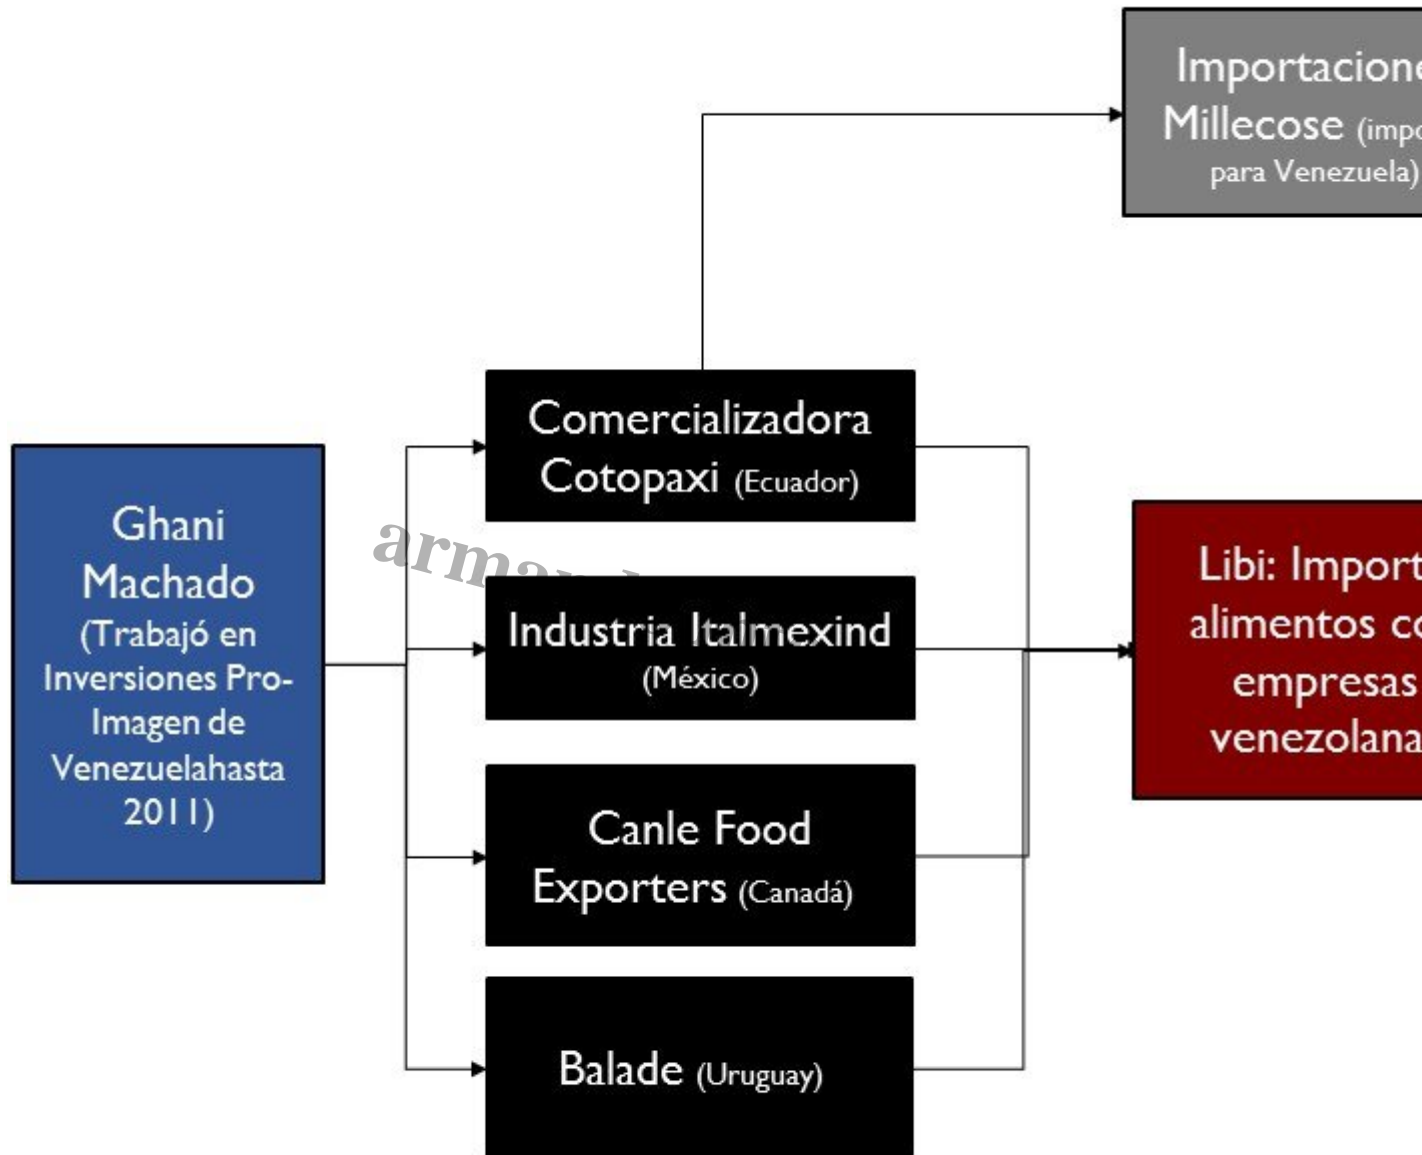 Importacione
Millecose (impo
para Venezuela)
Comercializadora
Cotopaxi (Ecuador)
Ghani
Machado
(Trabajó en
Inversiones Pro-
Imagen de
Venezuelahasta
2011)
Industria Italmexind
(México)
Libi: Import
alimentos co
empresas
venezolana
Canle Food
Exporters (Canadá)
Balade (Uruguay)